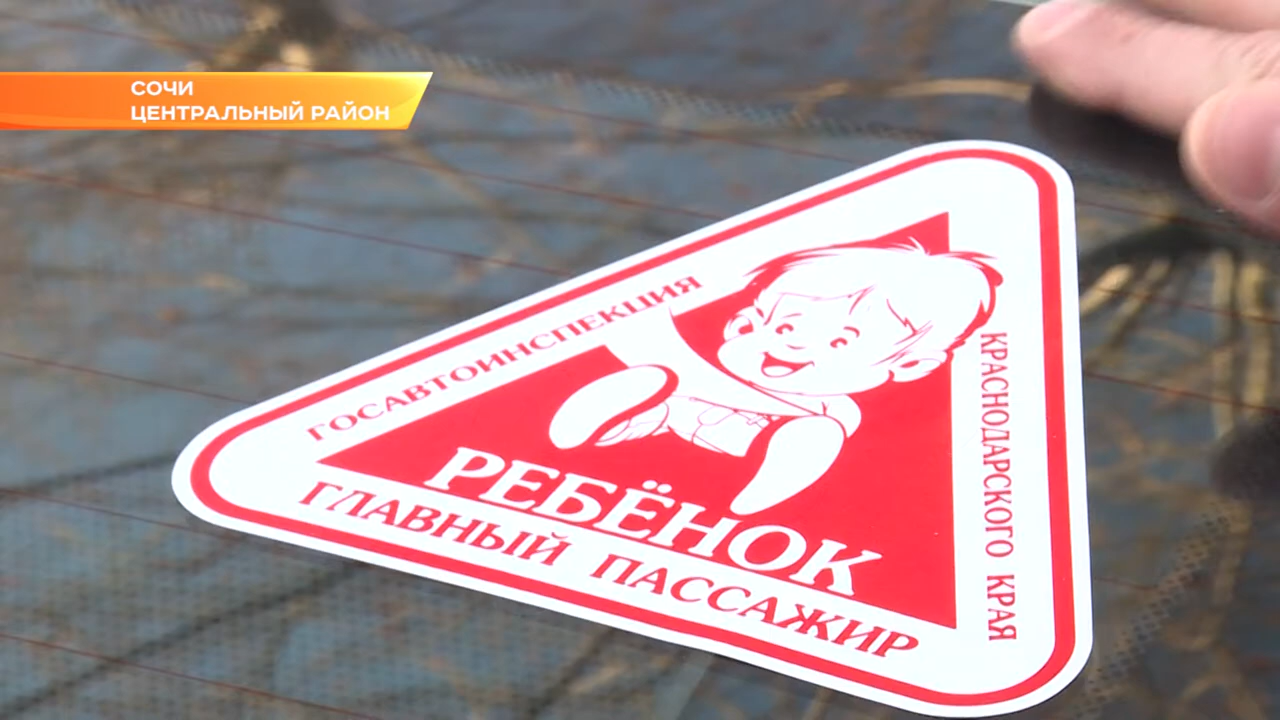 СОЧИ
ЦЕНТРАЛЬНЫЙ РАЙОН
ГОСАВТОИНСПЕКЦИЯ
КРАСНОДАРСКОГО КРАЯ
РЕБЁНОК
ГЛАВНЫЙ ПАССАЖИР